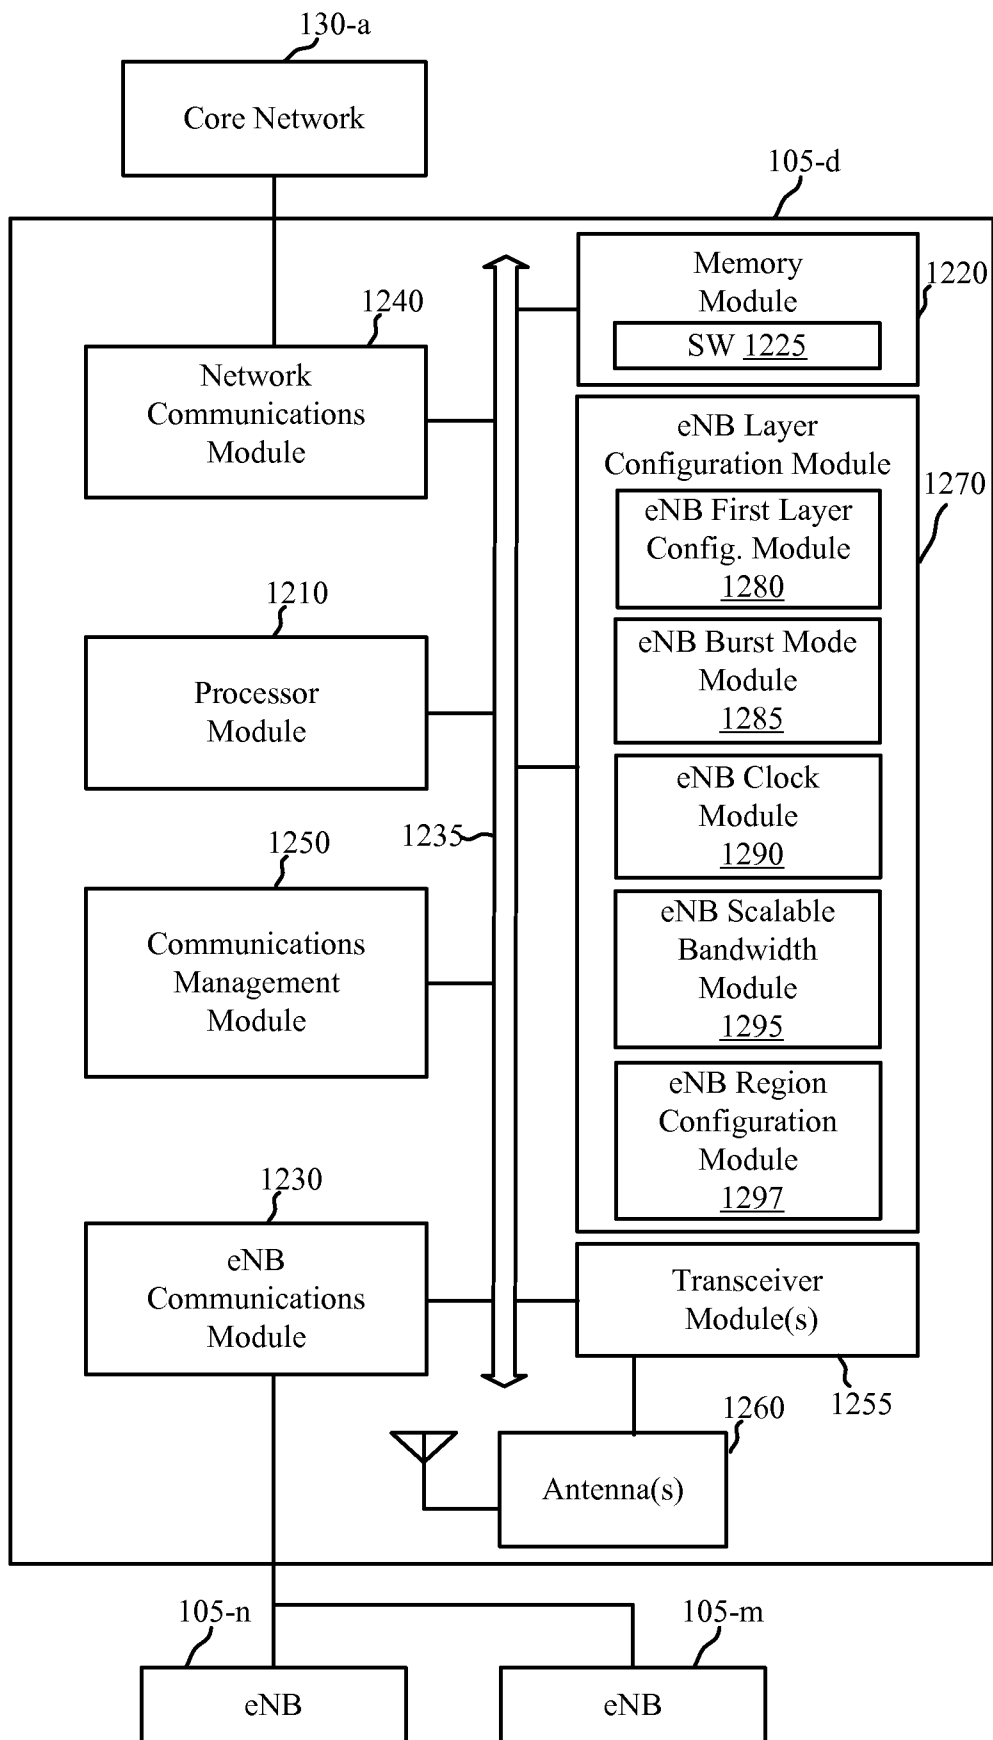 130-a
Core Network
105-d
Memory
Module
SW 1225
1220
1240
Network
Communications
Module
eNB Layer
Configuration Module
1270
eNB First Layer
Config. Module
1280
1210
Processor
Module
eNB Burst Mode
Module
1285
eNB Clock
Module
1290
1235
1250
Communications
Management
Module
eNB Scalable
Bandwidth
Module
1295
eNB Region
Configuration
Module
1297
1230
eNB
Communications
Module
Transceiver
Module(s)
1255
1260
Antenna(s)
105-n
105-m
eNB
eNB